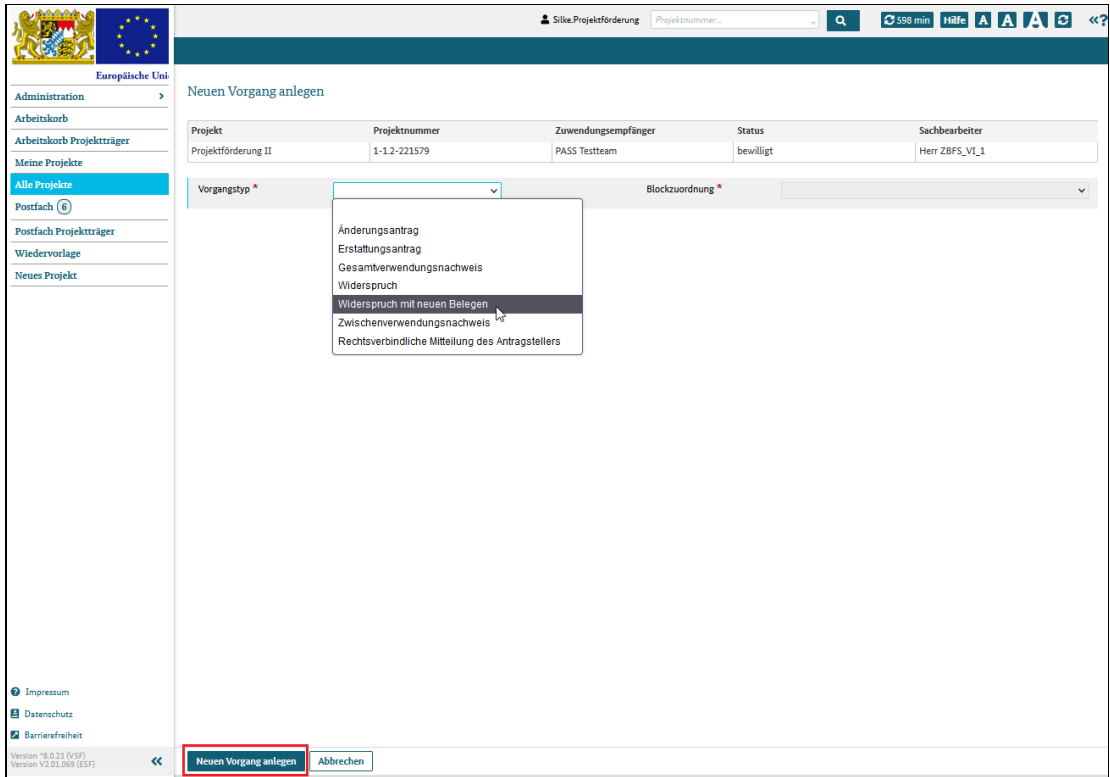 Silke.Projektförderung Projektnummer... 598 min Hilfe A A A «?
Europäische Uni
Administration
Arbeitskorb
Arbeitskorb Projektträger
Meine Projekte
Alle Projekte
Postfach 6
Postfach Projektträger
Wiedervorlage
Neues Projekt
Neuen Vorgang anlegen
Projekt Projektnummer Zuwendungsempfänger Status Sachbearbeiter
Projektförderung II 1-1.2-221579 PASS Testteam bewilligt Herr ZBFS_VI_1
Vorgangstyp * Blockzuordnung *
Änderungsantrag
Erstattungsantrag
Gesamtverwendungsnachweis
Widerspruch
Widerspruch mit neuen Belegen
Zwischenverwendungsnachweis
Rechtsverbindliche Mitteilung des Antragstellers
Impressum
Datenschutz
Barrierefreiheit
Version ^8.0.23 (VSF)
Version V2.01.069 (ESF)
«
Neuen Vorgang anlegen Abbrechen